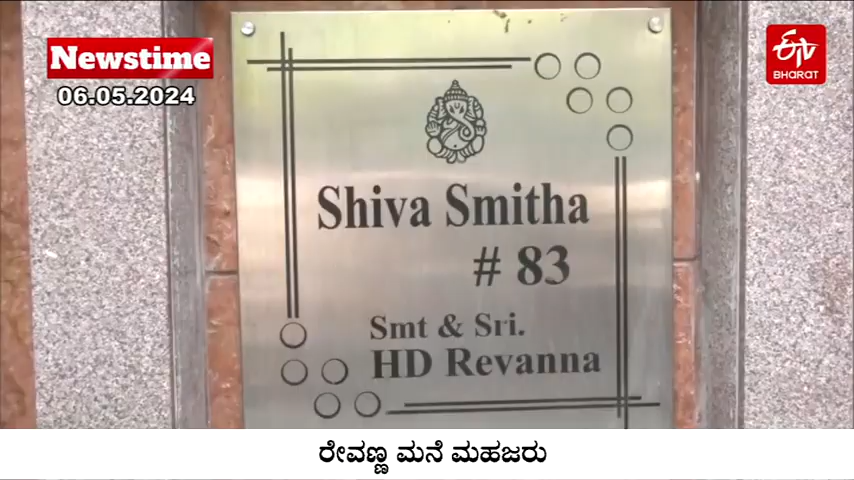 Newstime
06.05.2024
ETV
BHARAT
Shiva Smitha
# 83
Smt & Sri.
HD Revanna
ರೇವಣ್ಣ ಮನೆ ಮಹಜರು